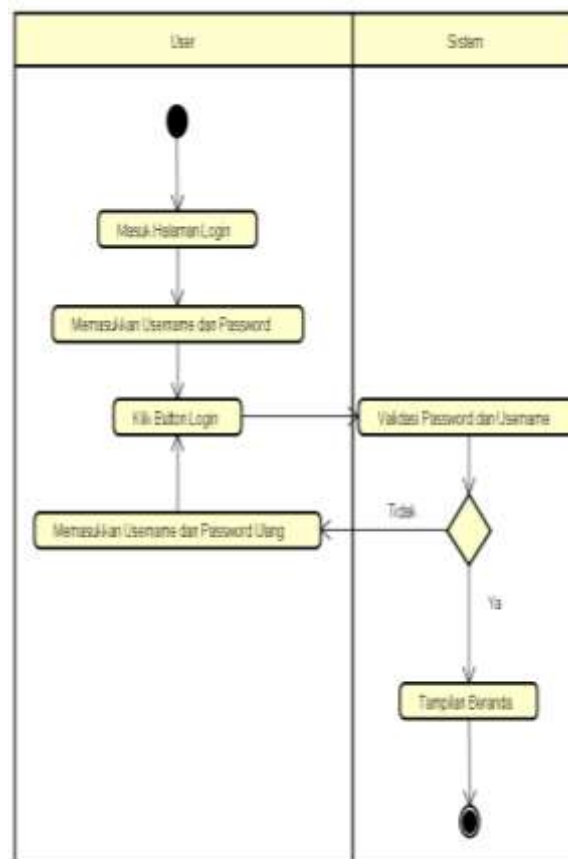 User
Sistem
Masuk Halaman Login
Memasukkan Username dan Password
Klik Button Login
Validasi Password dan Username
Tidak
Memasukkan Username dan Password Ulang
Ya
Tampilan Beranda